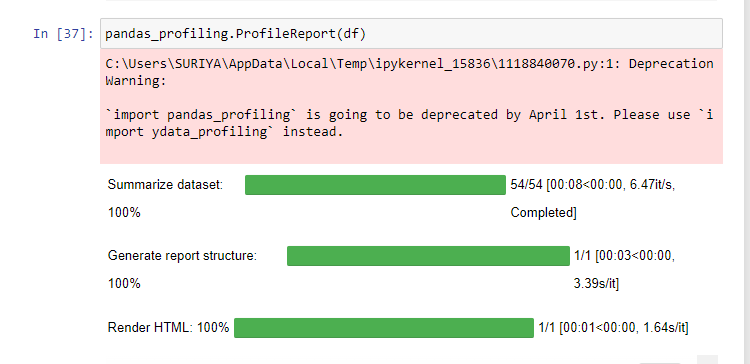 In [37]: pandas_profiling.ProfileReport(df)
C:\Users\SURIYA\AppData\Local\Temp\ipykernel_15836\1118840070.py:1: Deprecation
Warning:
`import pandas_profiling` is going to be deprecated by April 1st. Please use `i
mport ydata_profiling` instead.
Summarize dataset: 54/54 [00:08<00:00, 6.47it/s,
100% Completed]
Generate report structure: 1/1 [00:03<00:00,
100% 3.39s/it]
Render HTML: 100% 1/1 [00:01<00:00, 1.64s/it]